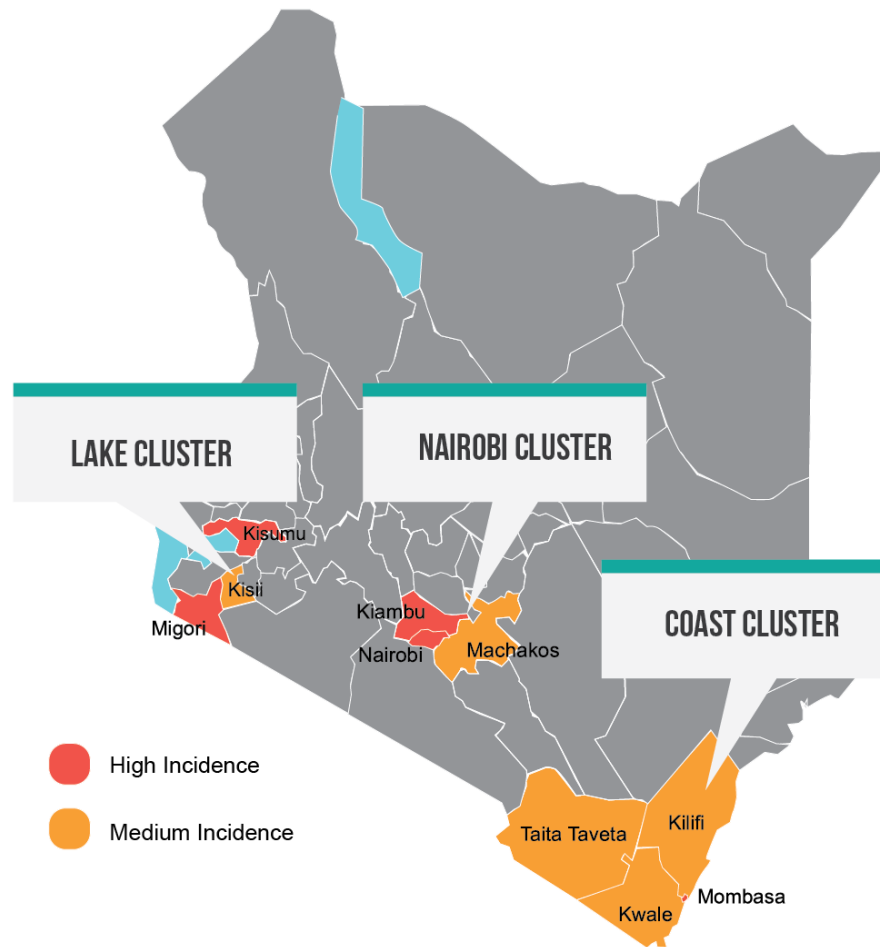 LAKE CLUSTER
NAIROBI CLUSTER
Kisumu
Kisii
Migori
Kiambu
Nairobi
Machakos
COAST CLUSTER
High Incidence
Medium Incidence
Taita Taveta
Kilifi
Mombasa
Kwale